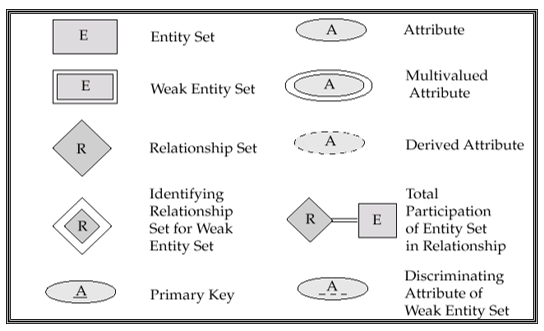 E
Entity Set
A
Attribute
E
Weak Entity Set
A
Multivalued
Attribute
R
Relationship Set
A
Derived Attribute
R
Identifying
Relationship
Set for Weak
Entity Set
R
E
Total
Participation
of Entity Set
in Relationship
A
Primary Key
A
Discriminating
Attribute of
Weak Entity Set